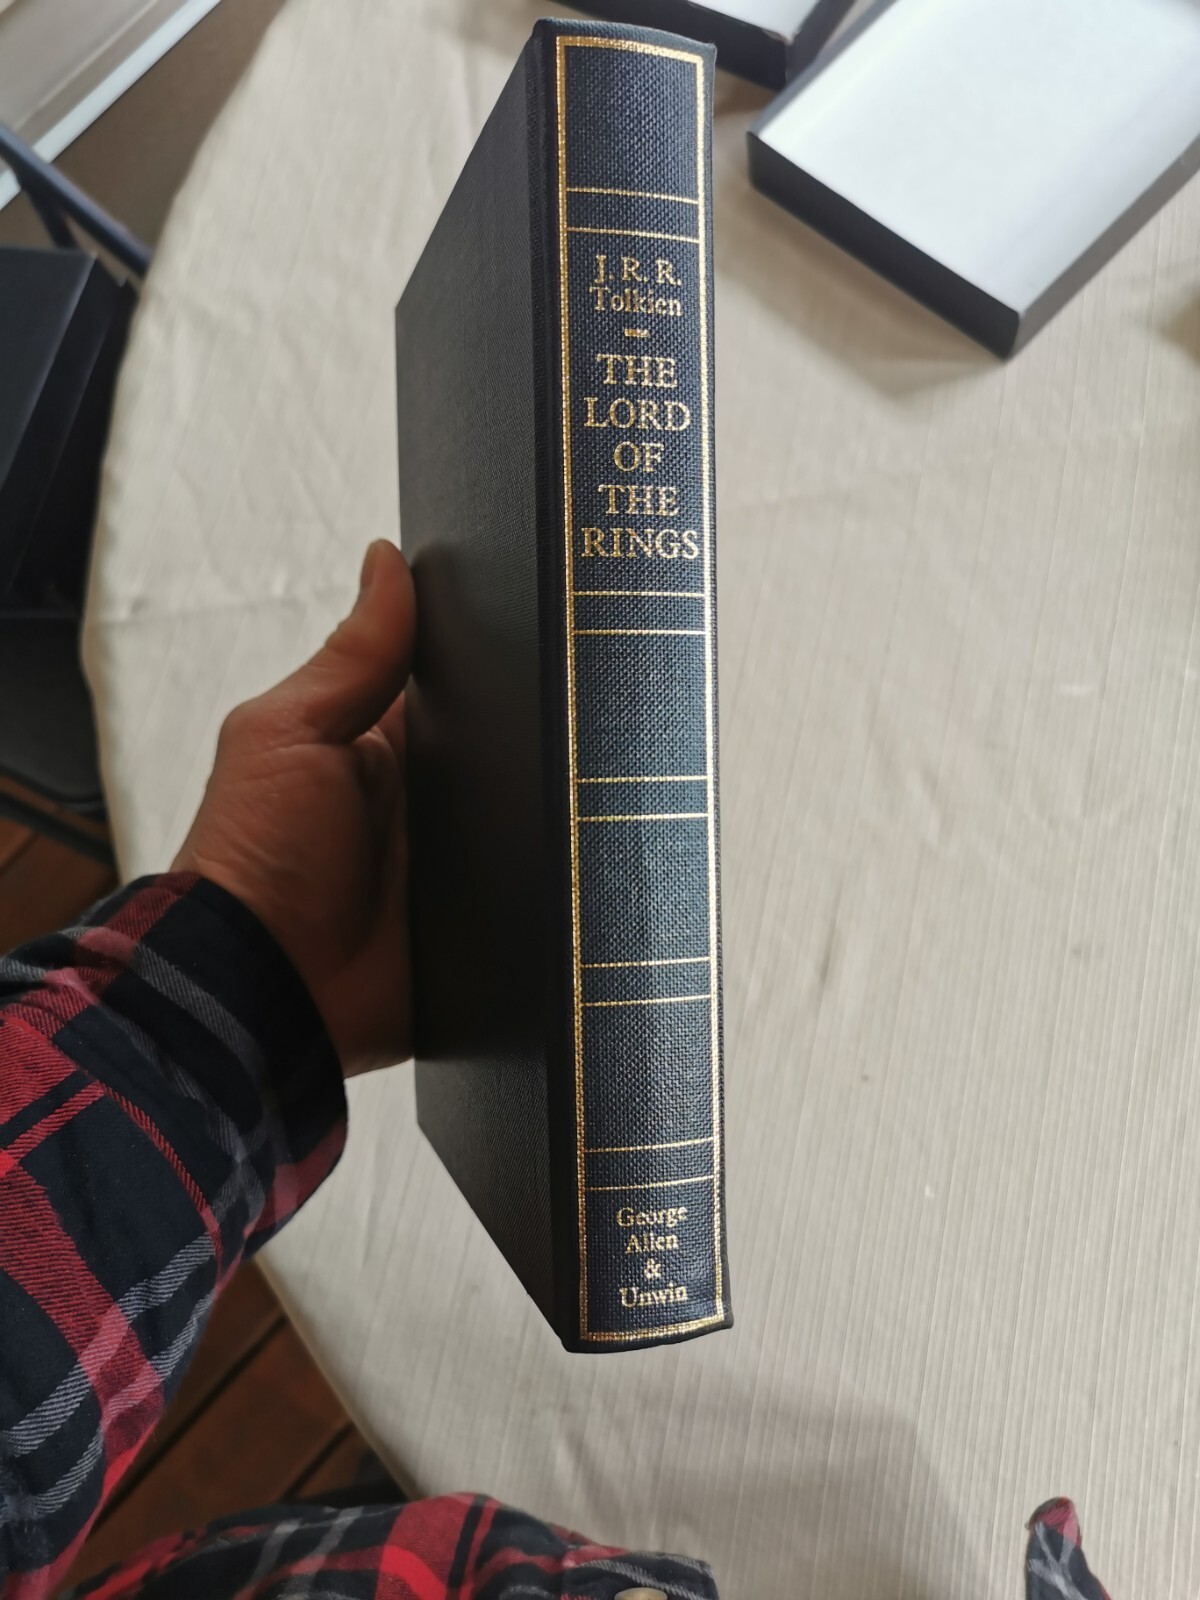 J. R. R.
Tolkien
THE
LORD
OF
THE
RINGS
George
Allen
&
Unwin